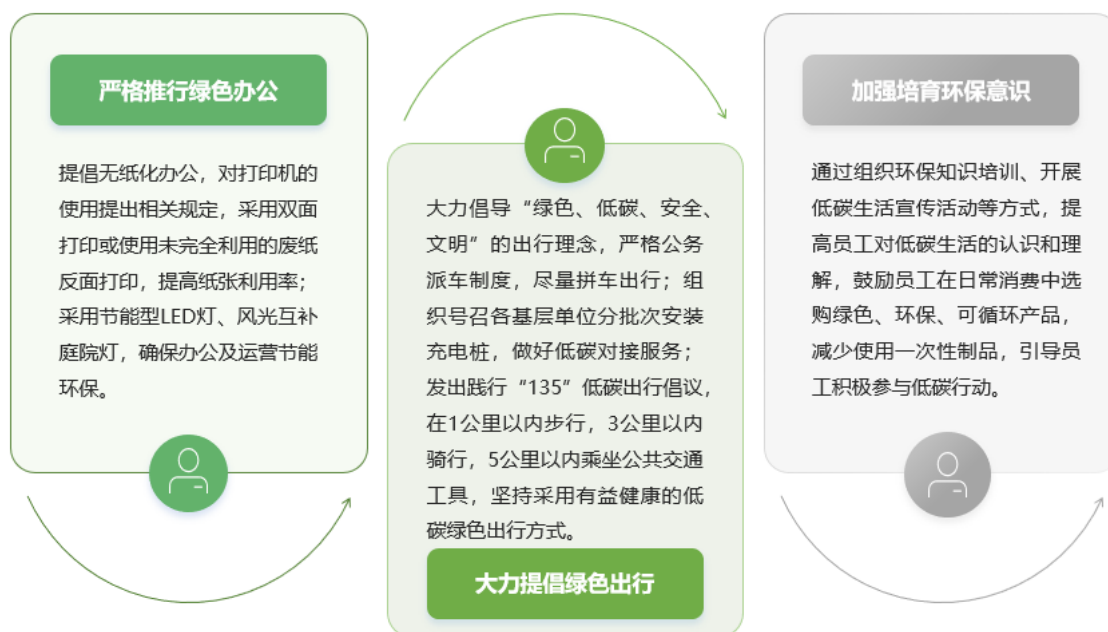 严格推行绿色办公
提倡无纸化办公，对打印机的
使用提出相关规定，采用双面
打印或使用未完全利用的废纸
反面打印，提高纸张利用率；
采用节能型LED灯、风光互补
庭院灯，确保办公及运营节能
环保。
大力倡导“绿色、低碳、安全、
文明”的出行理念，严格公务
派车制度，尽量拼车出行；组
织号召各基层单位分批次安装
充电桩，做好低碳对接服务；
发出践行“135”低碳出行倡议，
在1公里以内步行，3公里以内
骑行，5公里以内乘坐公共交通
工具，坚持采用有益健康的低
碳绿色出行方式。
大力提倡绿色出行
加强培育环保意识
通过组织环保知识培训、开展
低碳生活宣传活动等方式，提
高员工对低碳生活的认识和理
解，鼓励员工在日常消费中选
购绿色、环保、可循环产品，
减少使用一次性制品，引导员
工积极参与低碳行动。